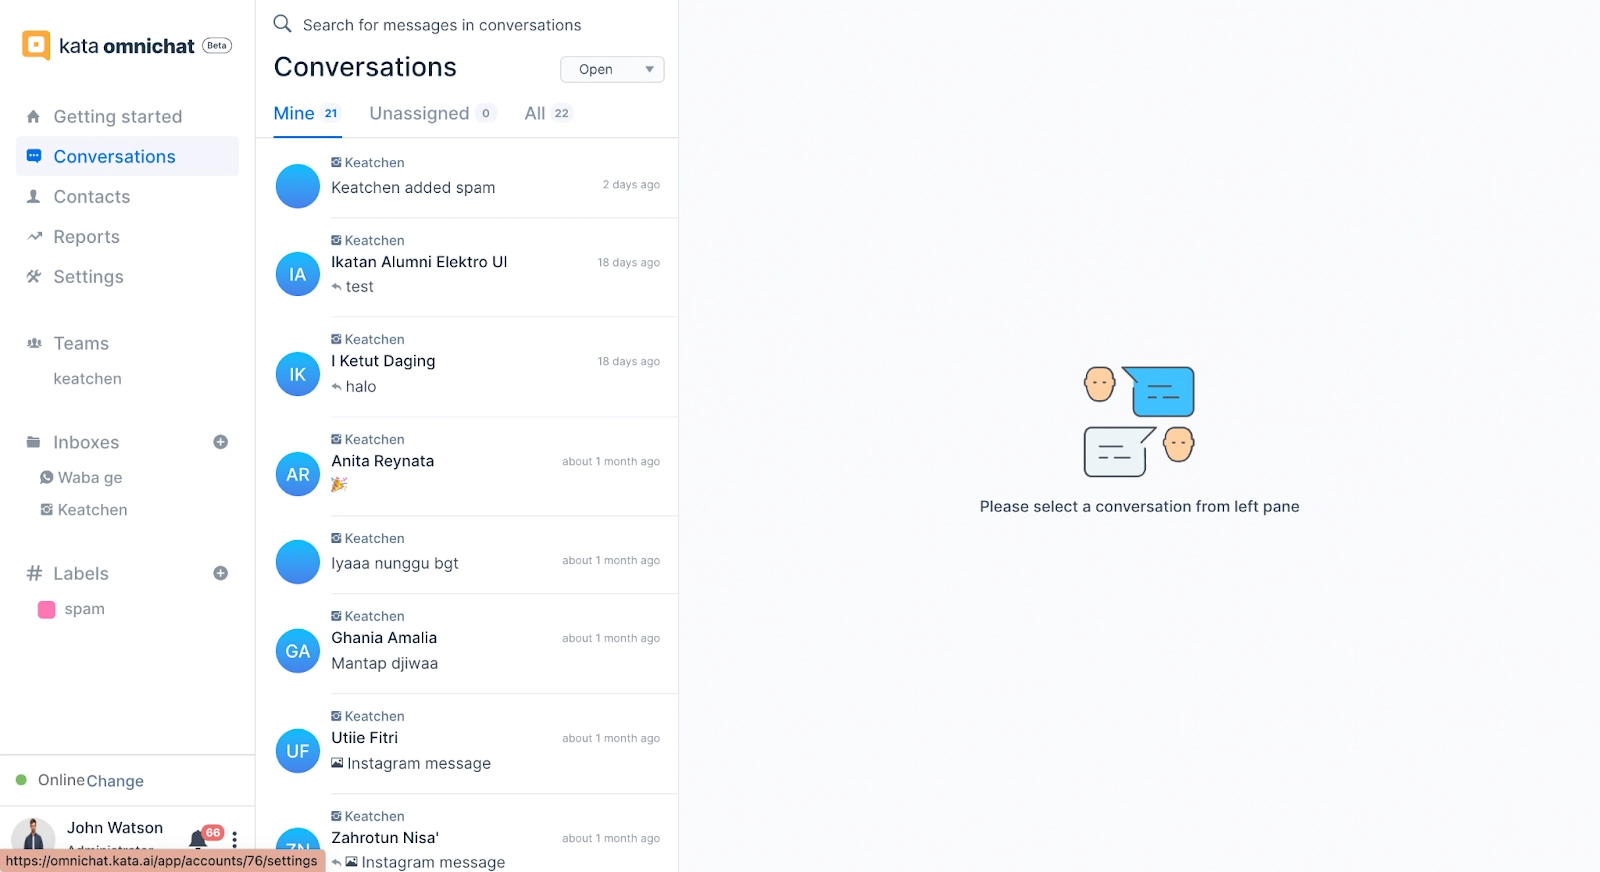 kata omnichat Beta
Getting started
Conversations
Contacts
Reports
Settings
Teams
keatchen
Inboxes
Waba ge
Keatchen
Labels
spam
Online Change
John Watson
Administrator
66
https://omnichat.kata.ai/app/accounts/76/settings
Search for messages in conversations
Conversations
Open
Mine 21 Unassigned 0 All 22
Keatchen
Keatchen added spam
2 days ago
IA
Keatchen
Ikatan Alumni Elektro UI
18 days ago
test
IK
Keatchen
I Ketut Daging
18 days ago
halo
AR
Keatchen
Anita Reynata
about 1 month ago
🎉
Keatchen
Iyaaa nunggu bgt
about 1 month ago
GA
Keatchen
Ghania Amalia
about 1 month ago
Mantap djiwaa
UF
Keatchen
Utiie Fitri
about 1 month ago
Instagram message
ZN
Keatchen
Zahrotun Nisa'
about 1 month ago
Instagram message
Please select a conversation from left pane